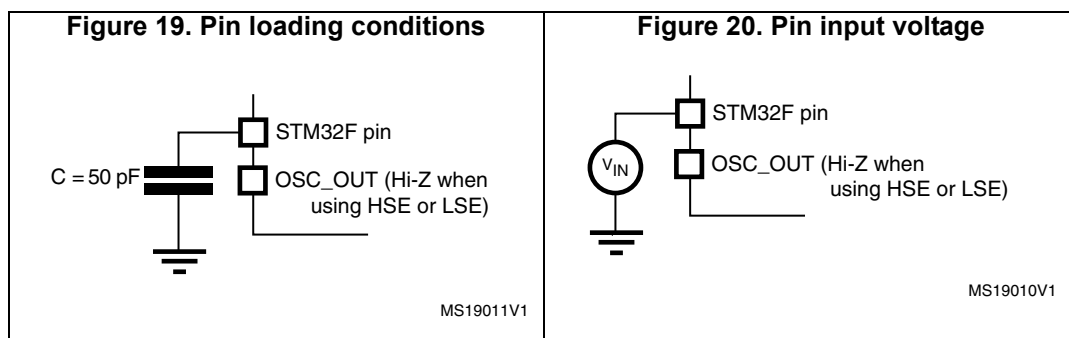 Figure 19. Pin loading conditions
STM32F pin
C = 50 pF
OSC_OUT (Hi-Z when
using HSE or LSE)
MS19011V1
Figure 20. Pin input voltage
STM32F pin
VIN
OSC_OUT (Hi-Z when
using HSE or LSE)
MS19010V1